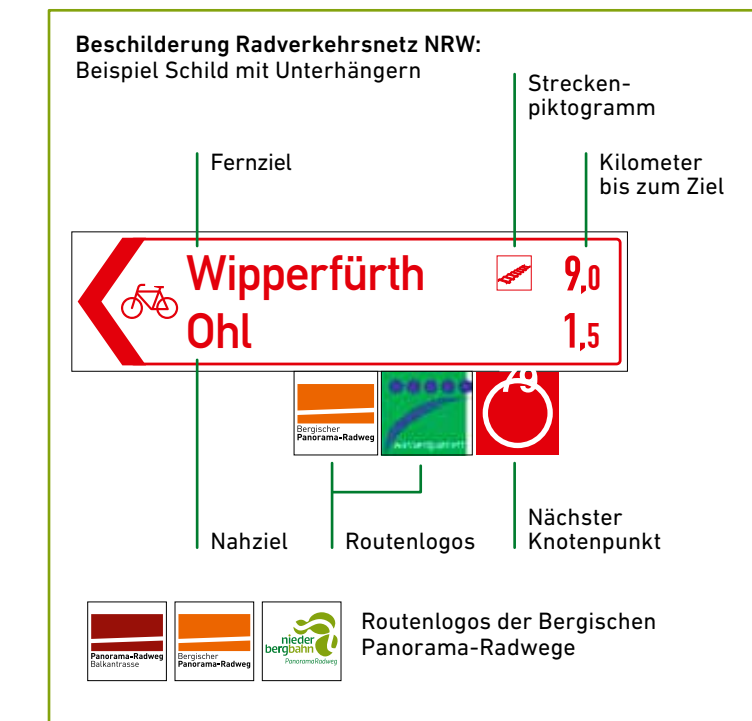 Beschilderung Radverkehrsnetz NRW:
Beispiel Schild mit Unterhängern
Strecken-
piktogramm
Fernziel
Kilometer
bis zum Ziel
Wipperfürth 9,0
Ohl 1,5
79
Bergischer
Panorama-Radweg
Nahziel
Routenlogos
Nächster
Knotenpunkt
Panorama-Radweg
Balkantrasse
Bergischer
Panorama-Radweg
nieder
bergbahn
PanoramaRadweg
Routenlogos der Bergischen
Panorama-Radwege